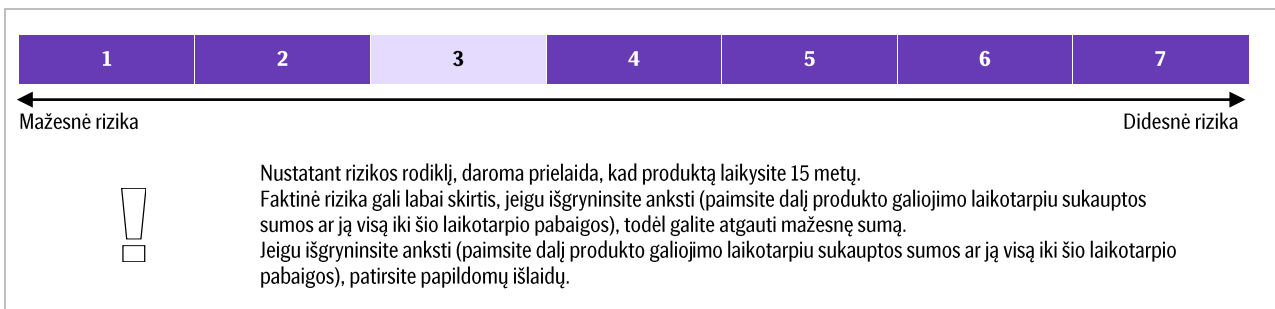 1 2 3 4 5 6 7
Mažesnė rizika Didesnė rizika
Nustatant rizikos rodiklį, daroma prielaida, kad produktą laikysite 15 metų.
Faktinė rizika gali labai skirtis, jeigu išgryninsite anksti (paimsite dalį produkto galiojimo laikotarpiu sukauptos
sumos ar ją visą iki šio laikotarpio pabaigos), todėl galite atgauti mažesnę sumą.
Jeigu išgryninsite anksti (paimsite dalį produkto galiojimo laikotarpiu sukauptos sumos ar ją visą iki šio laikotarpio
pabaigos), patirsite papildomų išlaidų.